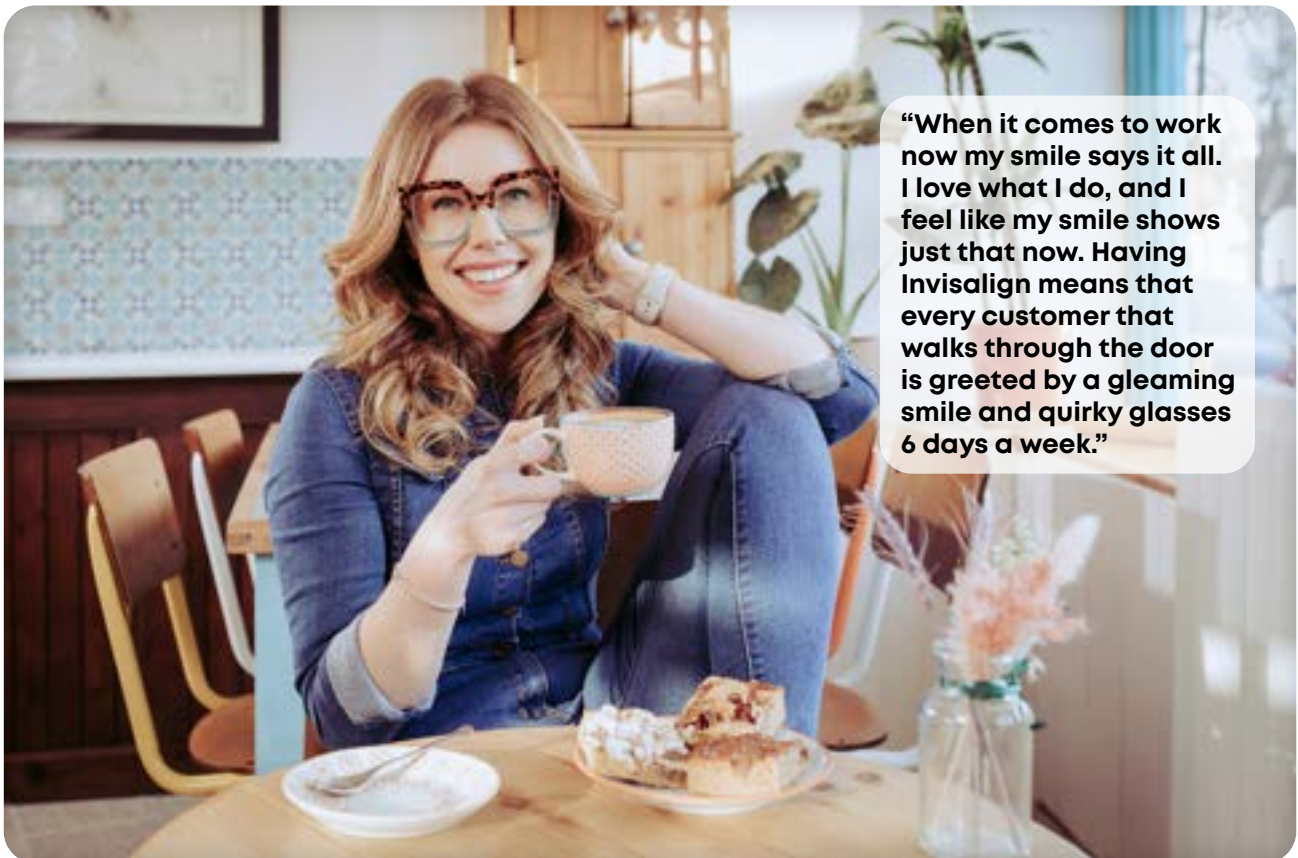 “When it comes to work
now my smile says it all.
I love what I do, and I
feel like my smile shows
just that now. Having
Invisalign means that
every customer that
walks through the door
is greeted by a gleaming
smile and quirky glasses
6 days a week.”